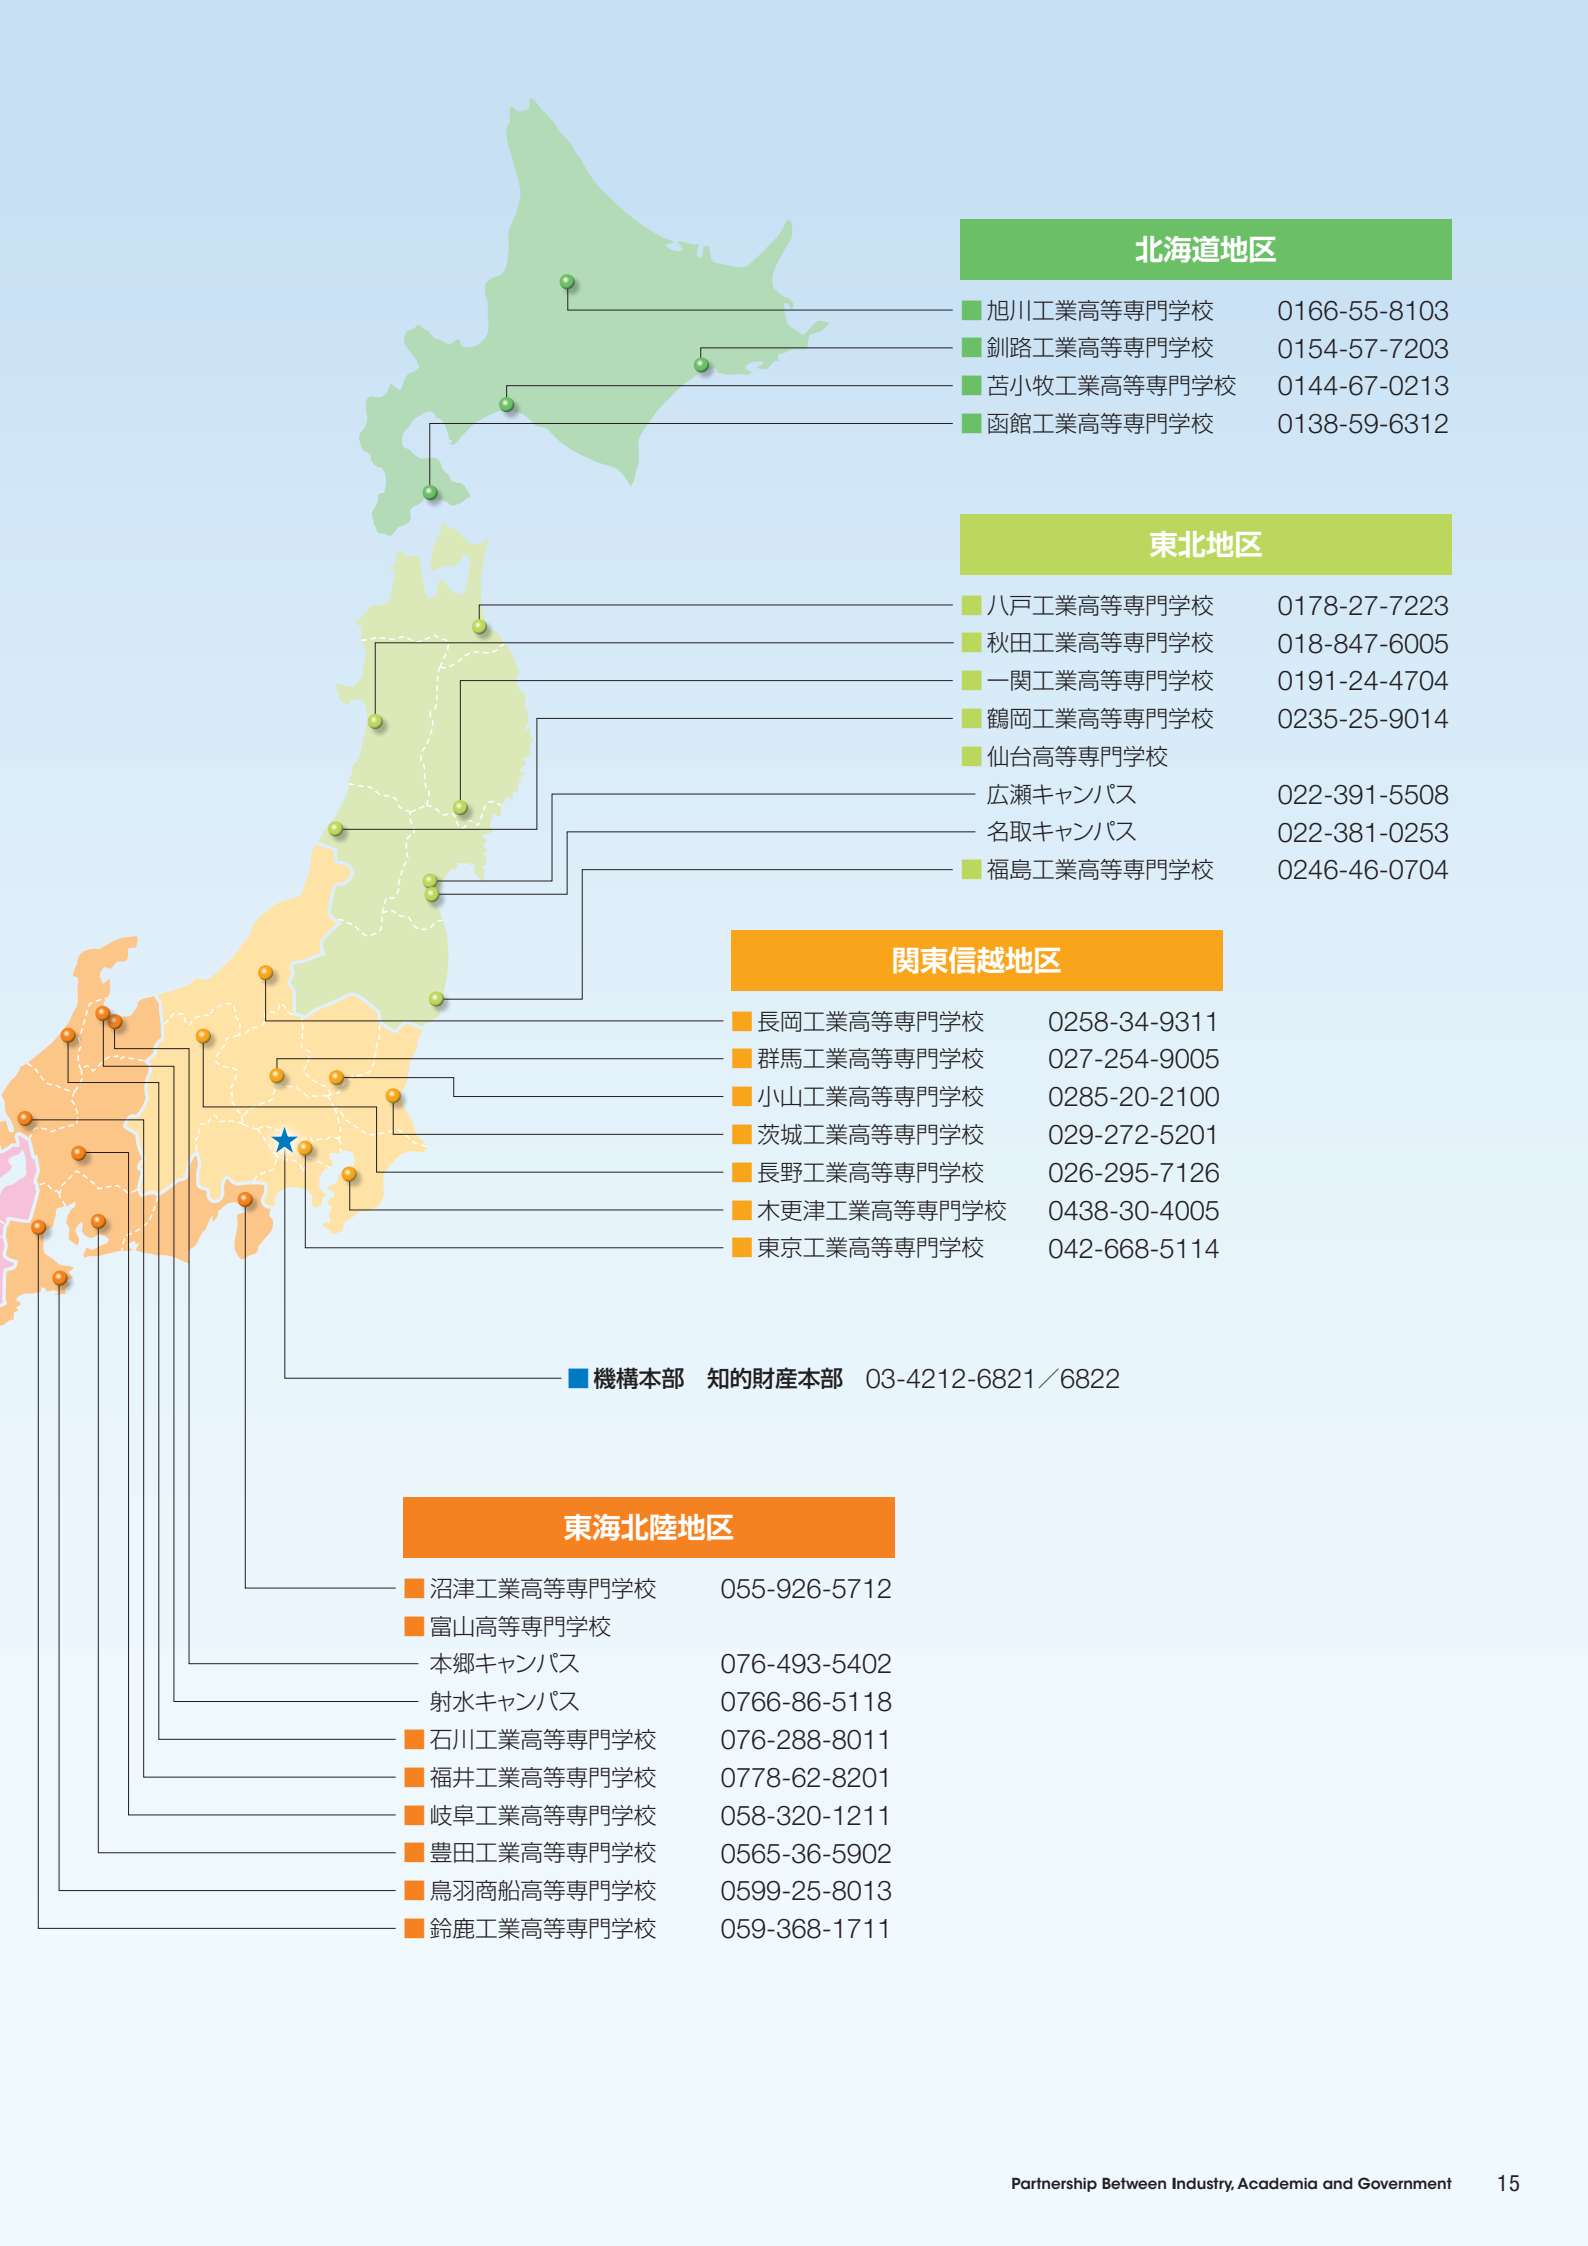 北海道地区
旭川工業高等専門学校 0166-55-8103
釧路工業高等専門学校 0154-57-7203
苫小牧工業高等専門学校 0144-67-0213
函館工業高等専門学校 0138-59-6312
東北地区
八戸工業高等専門学校 0178-27-7223
秋田工業高等専門学校 018-847-6005
一関工業高等専門学校 0191-24-4704
鶴岡工業高等専門学校 0235-25-9014
仙台高等専門学校
広瀬キャンパス 022-391-5508
名取キャンパス 022-381-0253
福島工業高等専門学校 0246-46-0704
関東信越地区
長岡工業高等専門学校 0258-34-9311
群馬工業高等専門学校 027-254-9005
小山工業高等専門学校 0285-20-2100
茨城工業高等専門学校 029-272-5201
長野工業高等専門学校 026-295-7126
木更津工業高等専門学校 0438-30-4005
東京工業高等専門学校 042-668-5114
機構本部 知的財産本部 03-4212-6821／6822
東海北陸地区
沼津工業高等専門学校 055-926-5712
富山高等専門学校
本郷キャンパス 076-493-5402
射水キャンパス 0766-86-5118
石川工業高等専門学校 076-288-8011
福井工業高等専門学校 0778-62-8201
岐阜工業高等専門学校 058-320-1211
豊田工業高等専門学校 0565-36-5902
鳥羽商船高等専門学校 0599-25-8013
鈴鹿工業高等専門学校 059-368-1711
Partnership Between Industry, Academia and Government 15